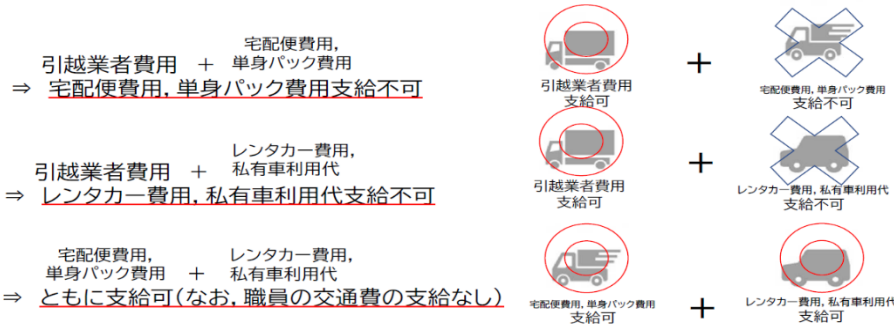 引越業者費用 + 宅配便費用,
単身パック費用
⇒ 宅配便費用,単身パック費用支給不可
引越業者費用
支給可
+
宅配便費用,単身パック費用
支給不可
引越業者費用 + レンタカー費用,
私有車利用代
⇒ レンタカー費用,私有車利用代支給不可
引越業者費用
支給可
+
レンタカー費用,私有車利用代
支給不可
宅配便費用,
単身パック費用 + レンタカー費用,
私有車利用代
⇒ ともに支給可(なお,職員の交通費の支給なし)
宅配便費用,単身パック費用
支給可
+
レンタカー費用,私有車利用代
支給可